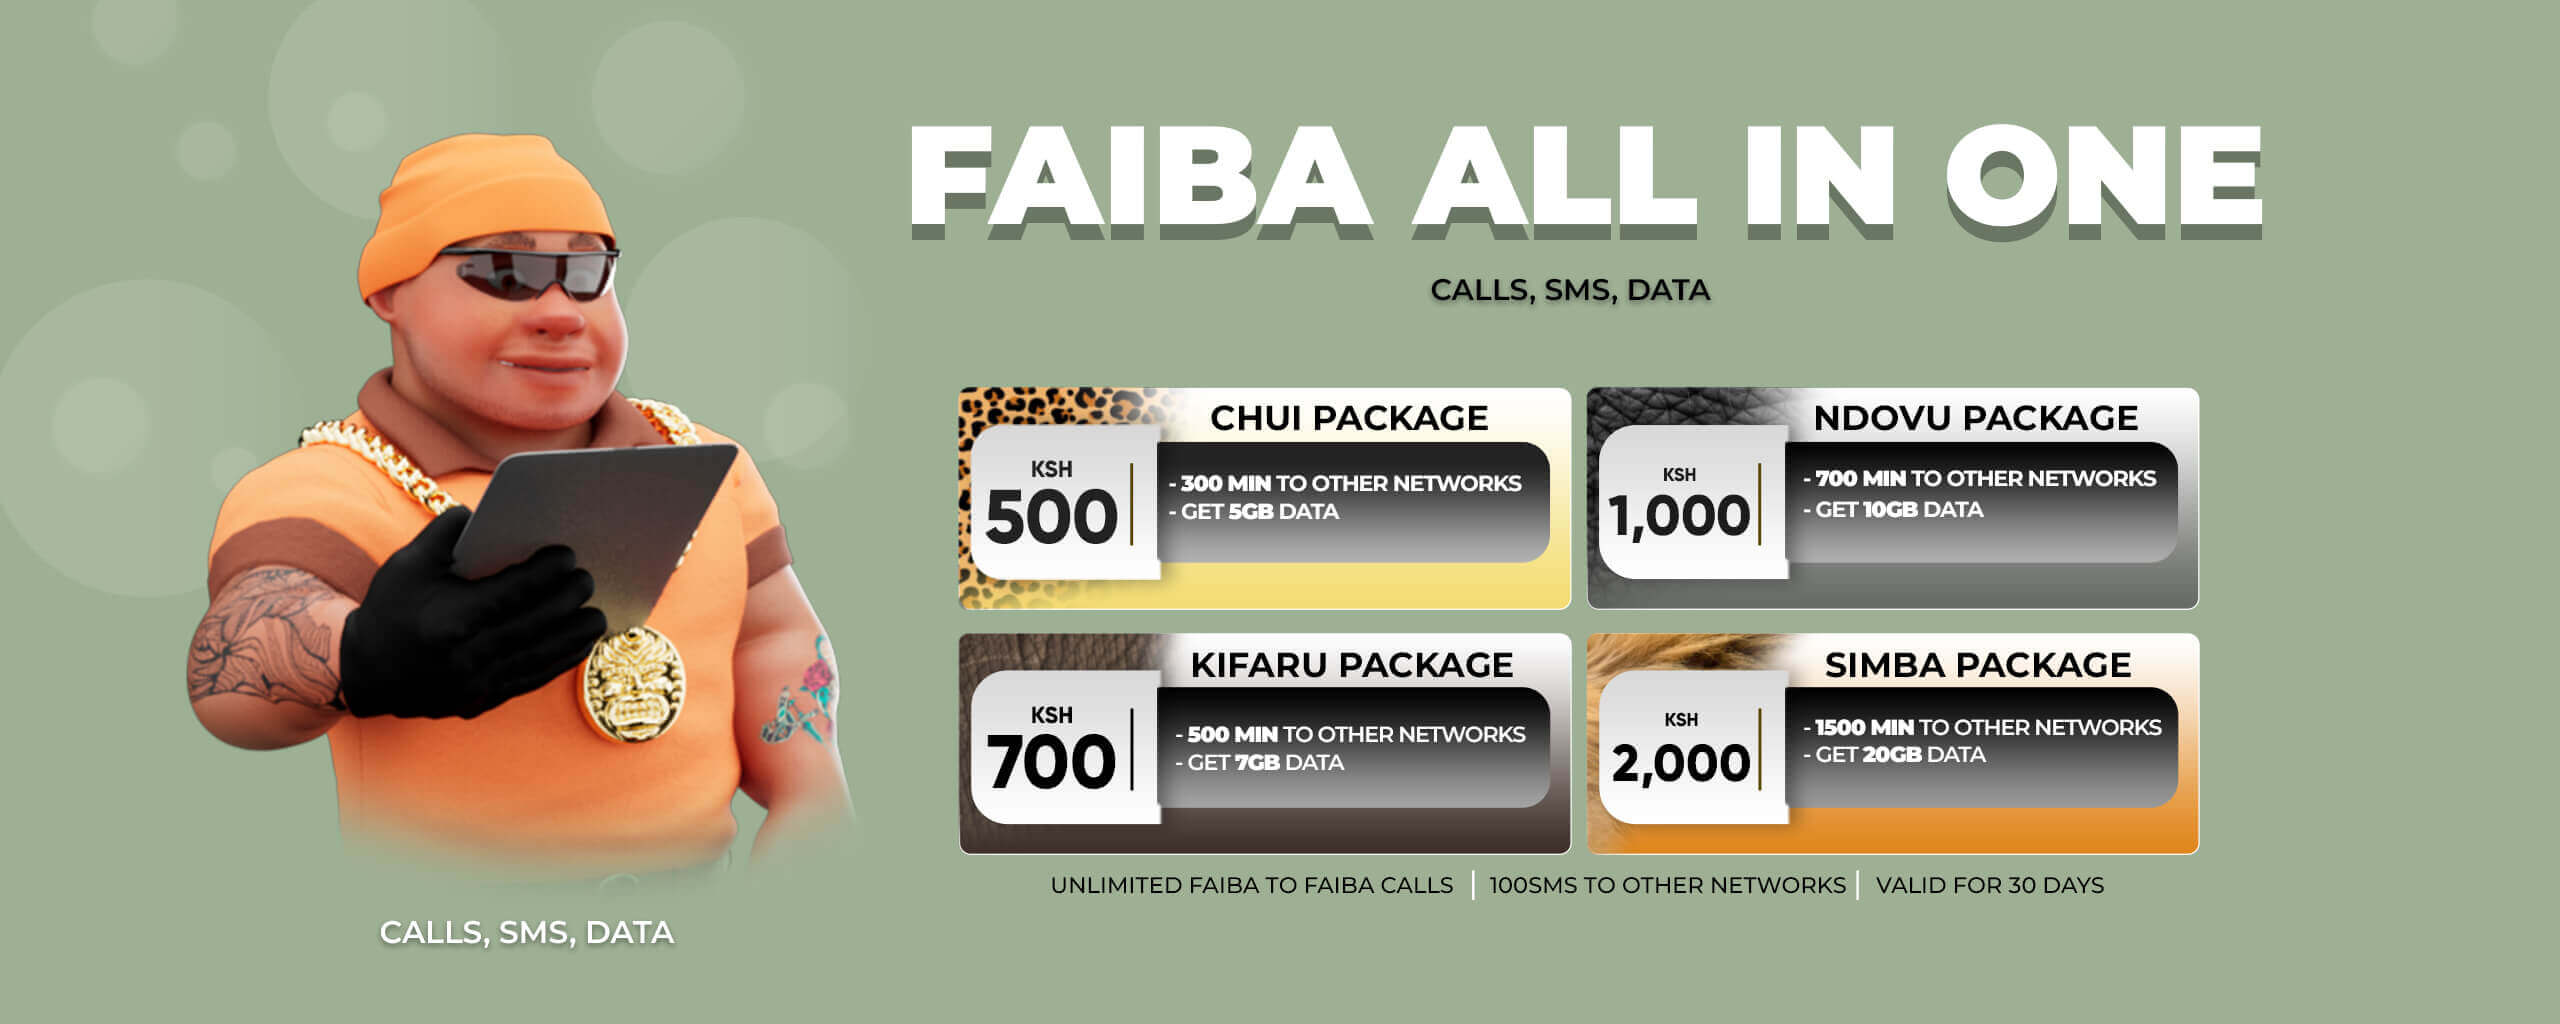 FAIBA ALL IN ONE
CALLS, SMS, DATA
CHUI PACKAGE
KSH
500
- 300 MIN TO OTHER NETWORKS
- GET 5GB DATA
NDOVU PACKAGE
KSH
1,000
- 700 MIN TO OTHER NETWORKS
- GET 10GB DATA
KIFARU PACKAGE
KSH
700
- 500 MIN TO OTHER NETWORKS
- GET 7GB DATA
SIMBA PACKAGE
KSH
2,000
- 1500 MIN TO OTHER NETWORKS
- GET 20GB DATA
UNLIMITED FAIBA TO FAIBA CALLS | 100SMS TO OTHER NETWORKS | VALID FOR 30 DAYS
CALLS, SMS, DATA